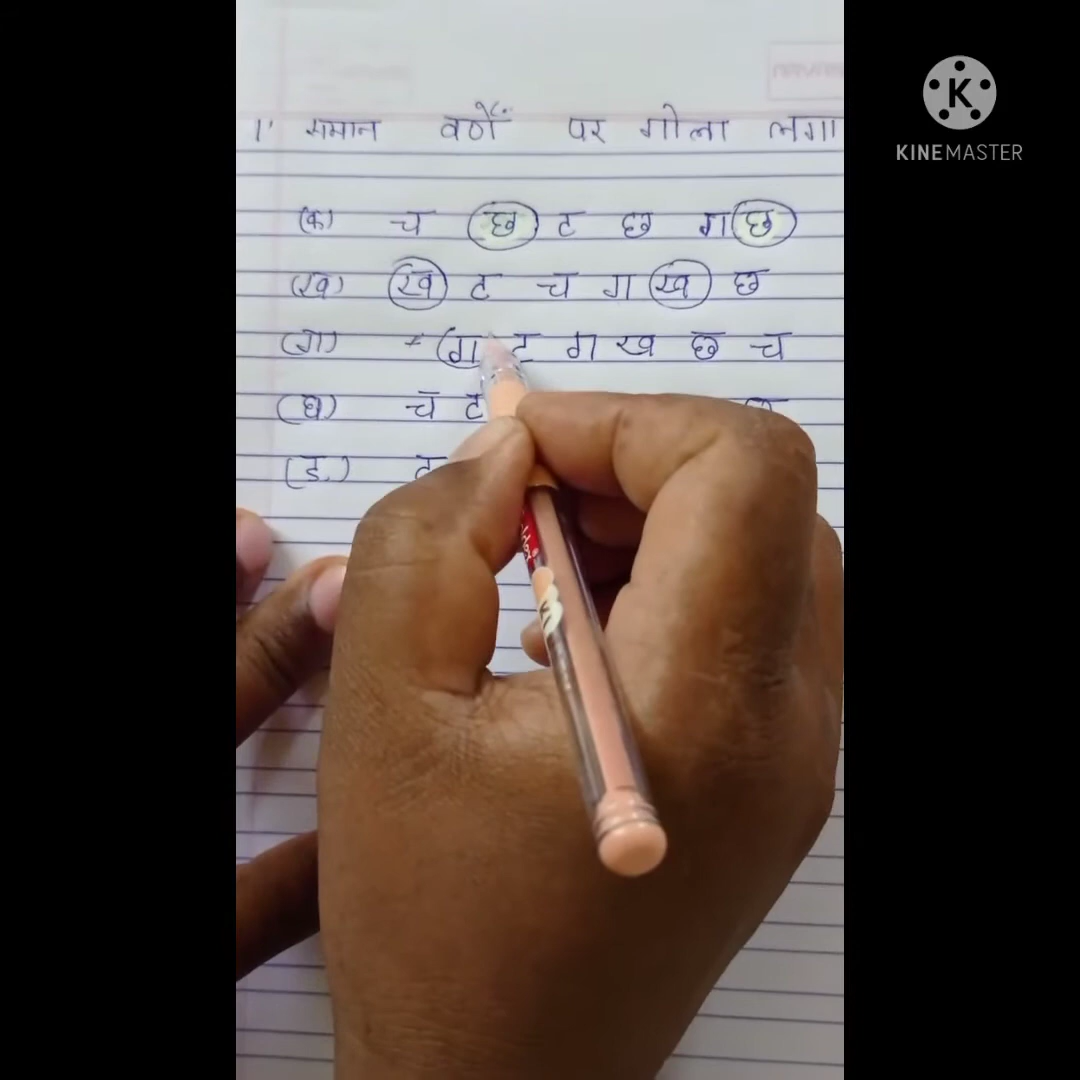 1' समान वर्णों पर गोला लगा
(क) च छ ट छ ग छ
(ख) ख ट च ग ख छ
(ग) ग ट ग ख छ च
(घ) च ट
(ड.) ट
K
KINEMASTER